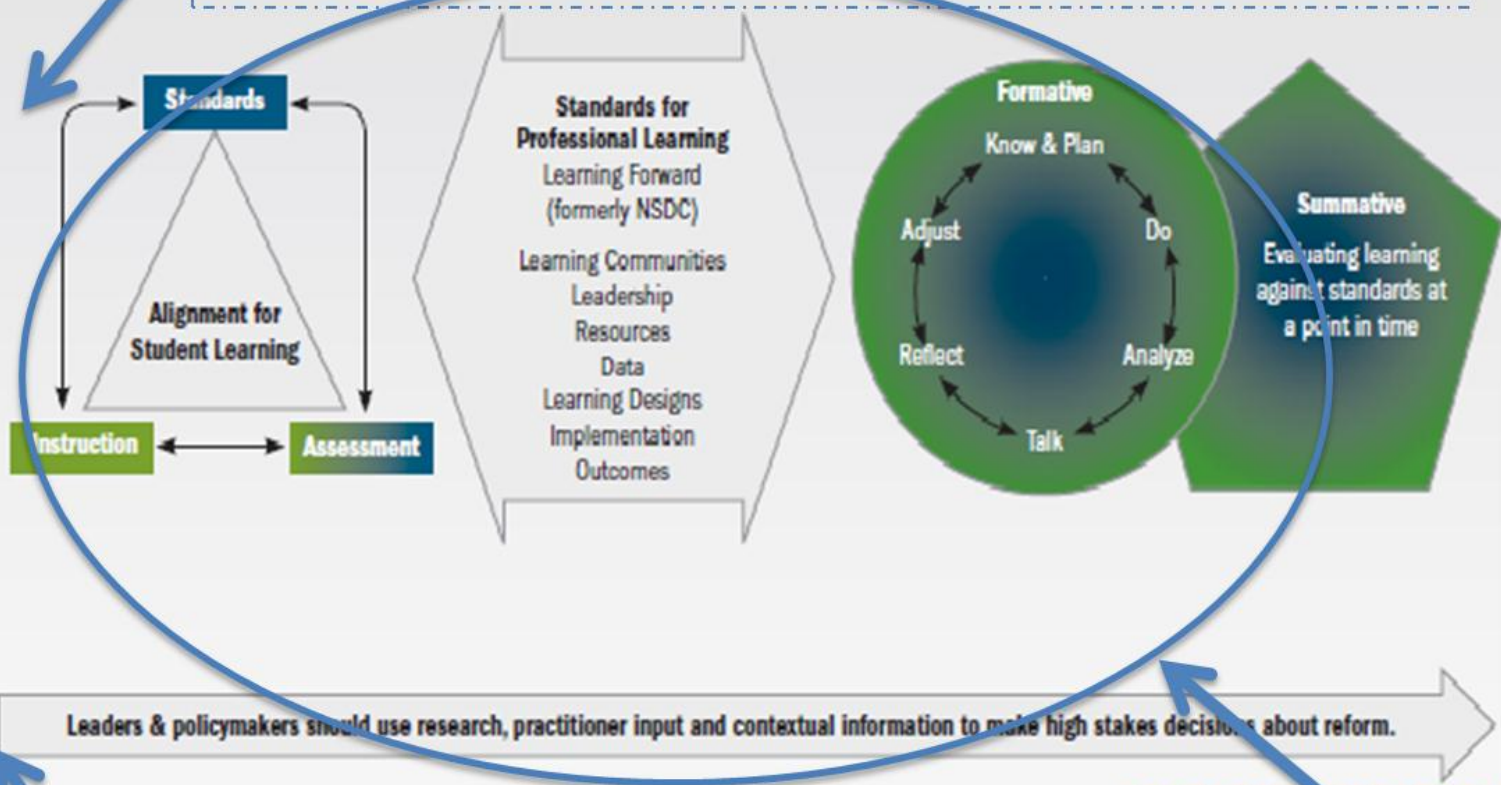 Standards
Alignment for
Student Learning
Instruction
Assessment
Standards for
Professional Learning
Learning Forward
(formerly NSDC)
Learning Communities
Leadership
Resources
Data
Learning Designs
Implementation
Outcomes
Formative
Know & Plan
Adjust
Do
Reflect
Analyze
Talk
Summative
Evaluating learning
against standards at
a point in time
Leaders & policymakers should use research, practitioner input and contextual information to make high stakes decisions about reform.